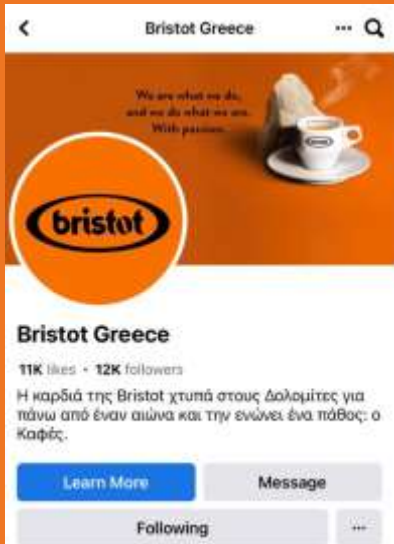 Bristot Greece
We are what we do,
and we do what we are.
With passion.
bristot
bristot
Bristot Greece
11K likes • 12K followers
Η καρδιά της Bristot χτυπά στους Δολομίτες για
πάνω από έναν αιώνα και την ενώνει ένα πάθος: ο
Καφές.
Learn More
Message
Following